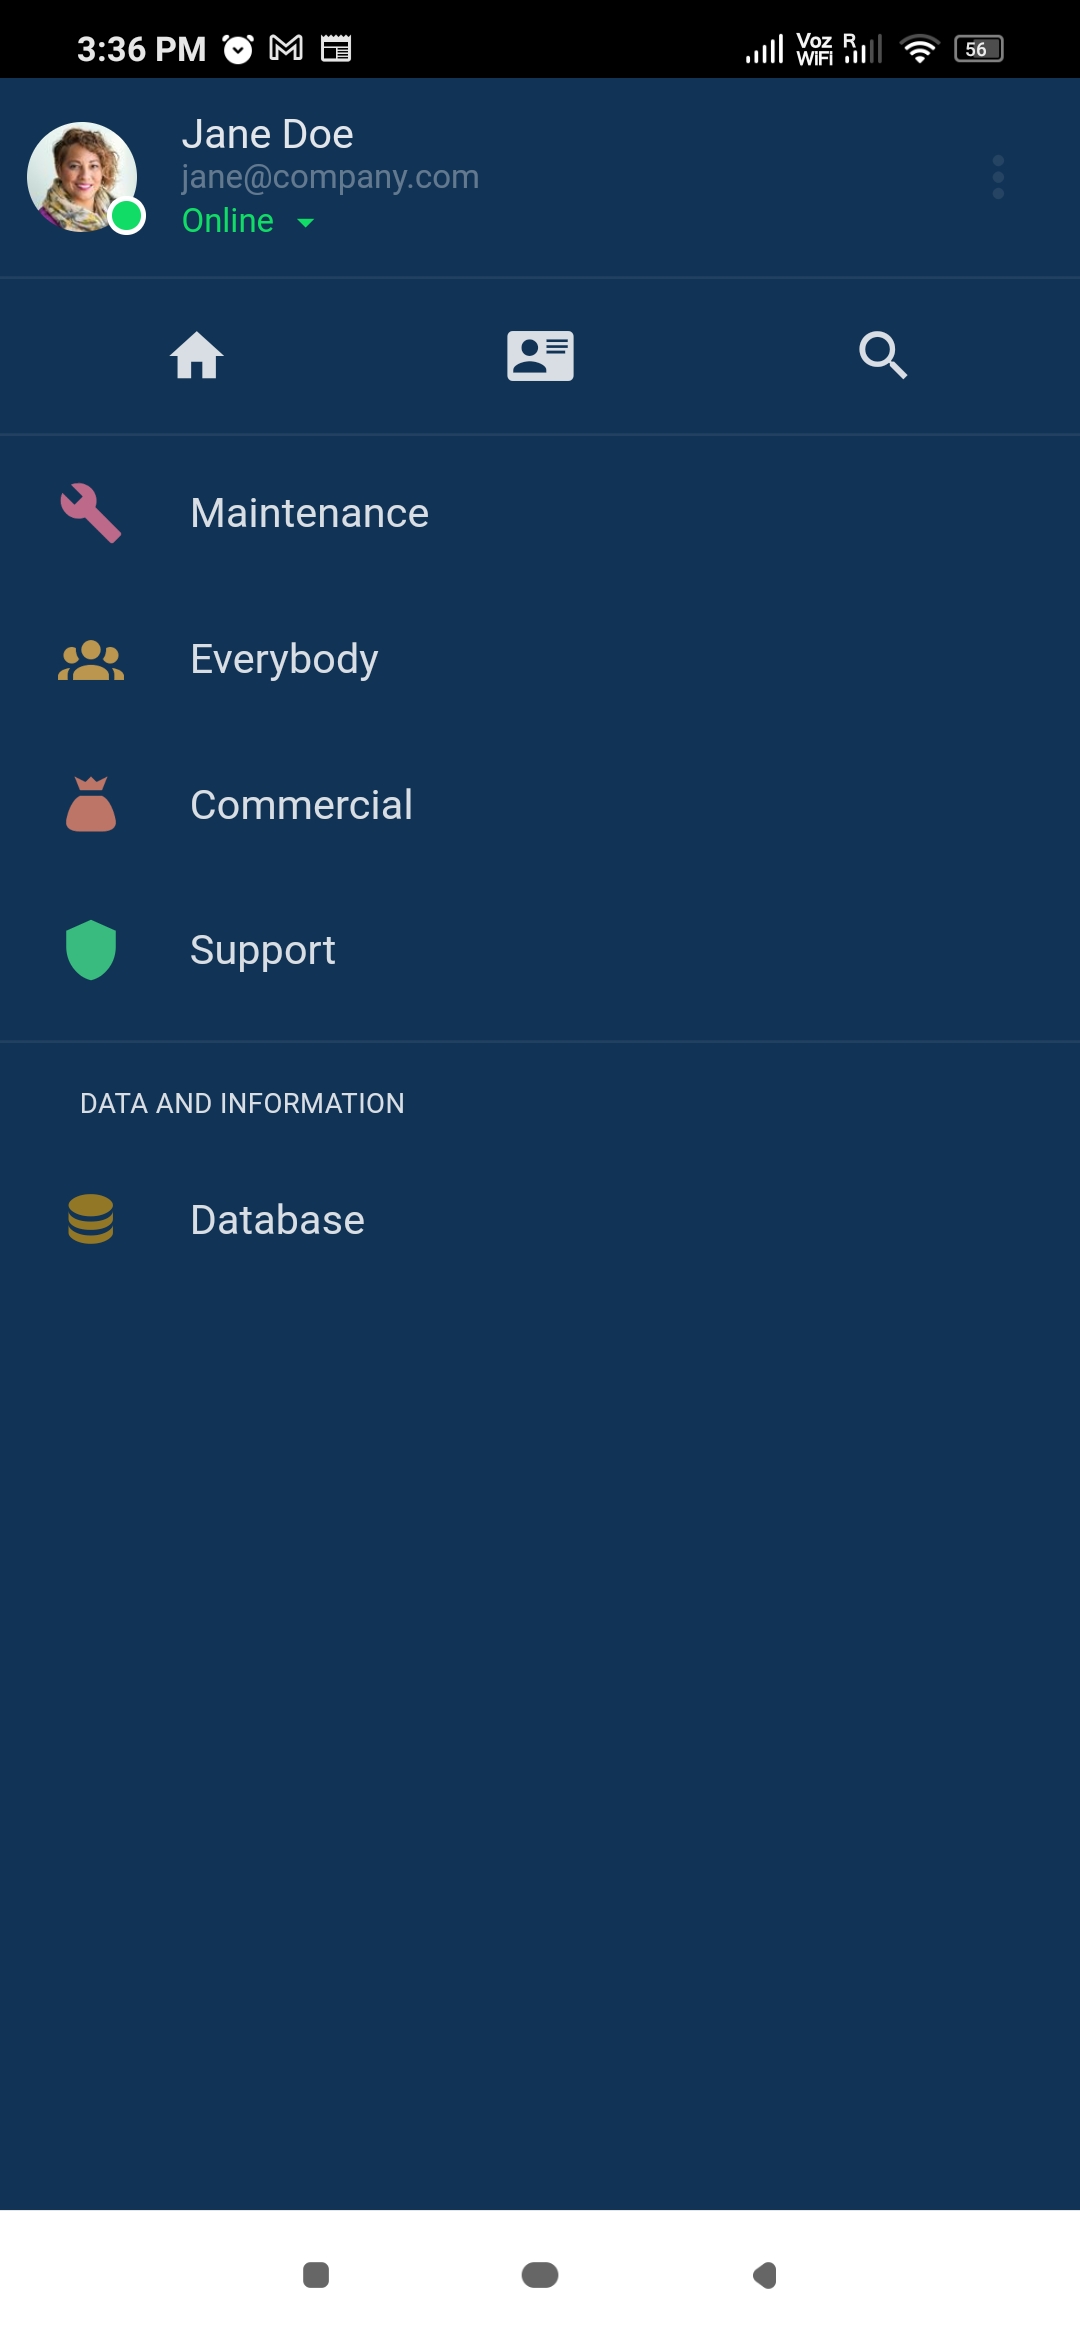 3:36 PM Voz WiFi R 56
Jane Doe
jane@company.com
Online
Maintenance
Everybody
Commercial
Support
DATA AND INFORMATION
Database